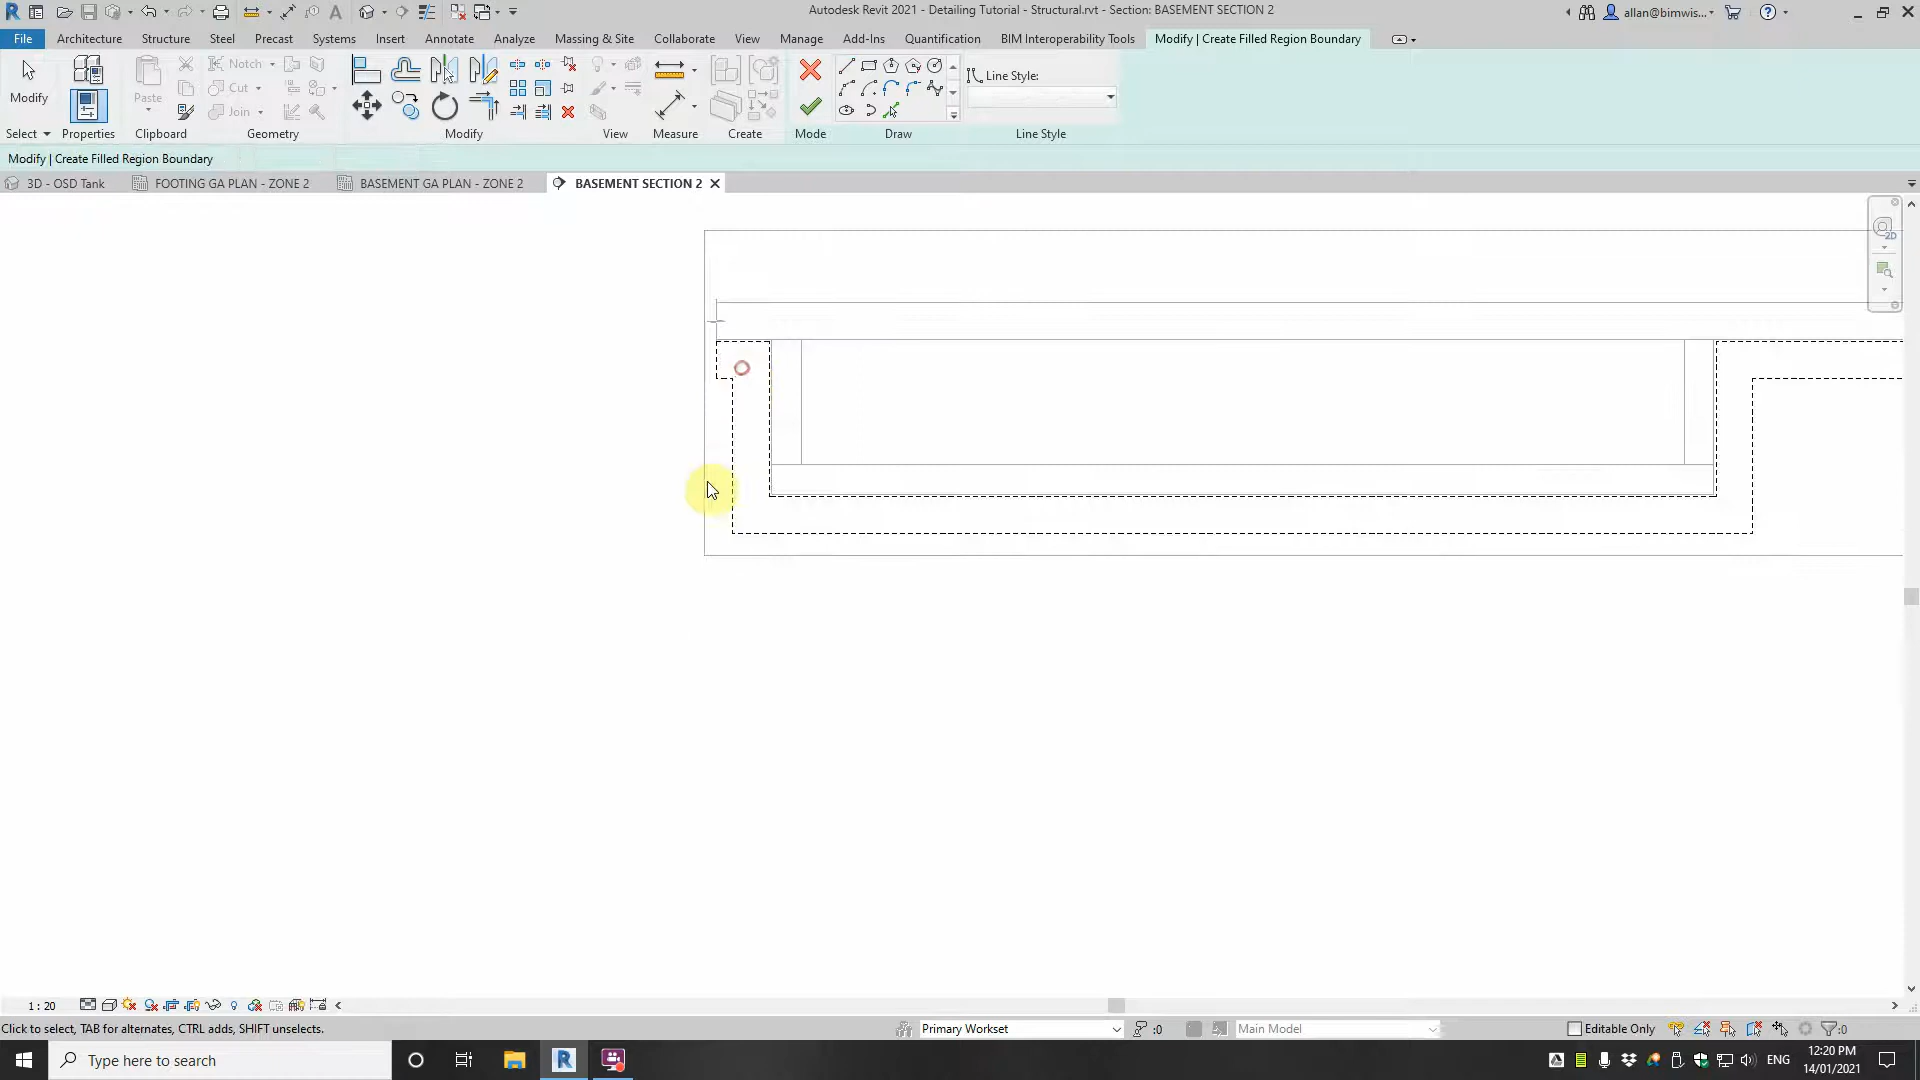 Autodesk Revit 2021 - Detailing Tutorial - Structural.rvt - Section: BASEMENT SECTION 2
allan@bimwis...
File Architecture Structure Steel Precast Systems Insert Annotate Analyze Massing & Site Collaborate View Manage Add-Ins Quantification BIM Interoperability Tools Modify | Create Filled Region Boundary
Modify
Paste
Notch
Cut
Join
Line Style:
Select Properties Clipboard Geometry Modify View Measure Create Mode Draw Line Style
Modify | Create Filled Region Boundary
3D - OSD Tank FOOTING GA PLAN - ZONE 2 BASEMENT GA PLAN - ZONE 2 BASEMENT SECTION 2
2D
1 : 20
Click to select, TAB for alternates, CTRL adds, SHIFT unselects.
Primary Workset
:0
Main Model
Editable Only
:0
Type here to search
ENG
12:20 PM
14/01/2021